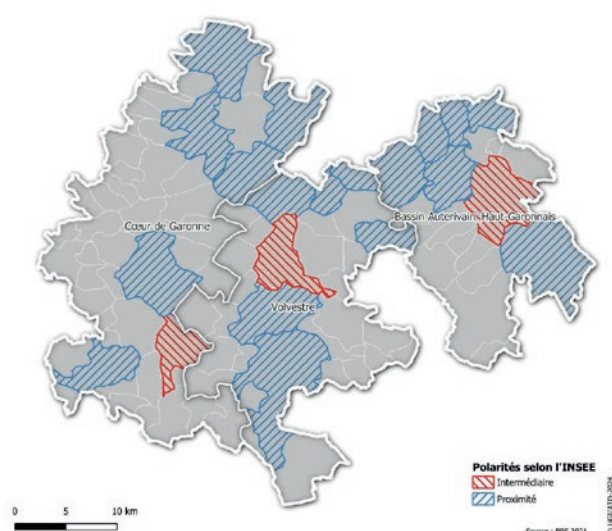 Cœur de Garonne
Bassin Auterivain Haut-Garonnais
Volvestre
Polarités selon l'INSEE
Intermédiaire
Proximité
0 5 10 km